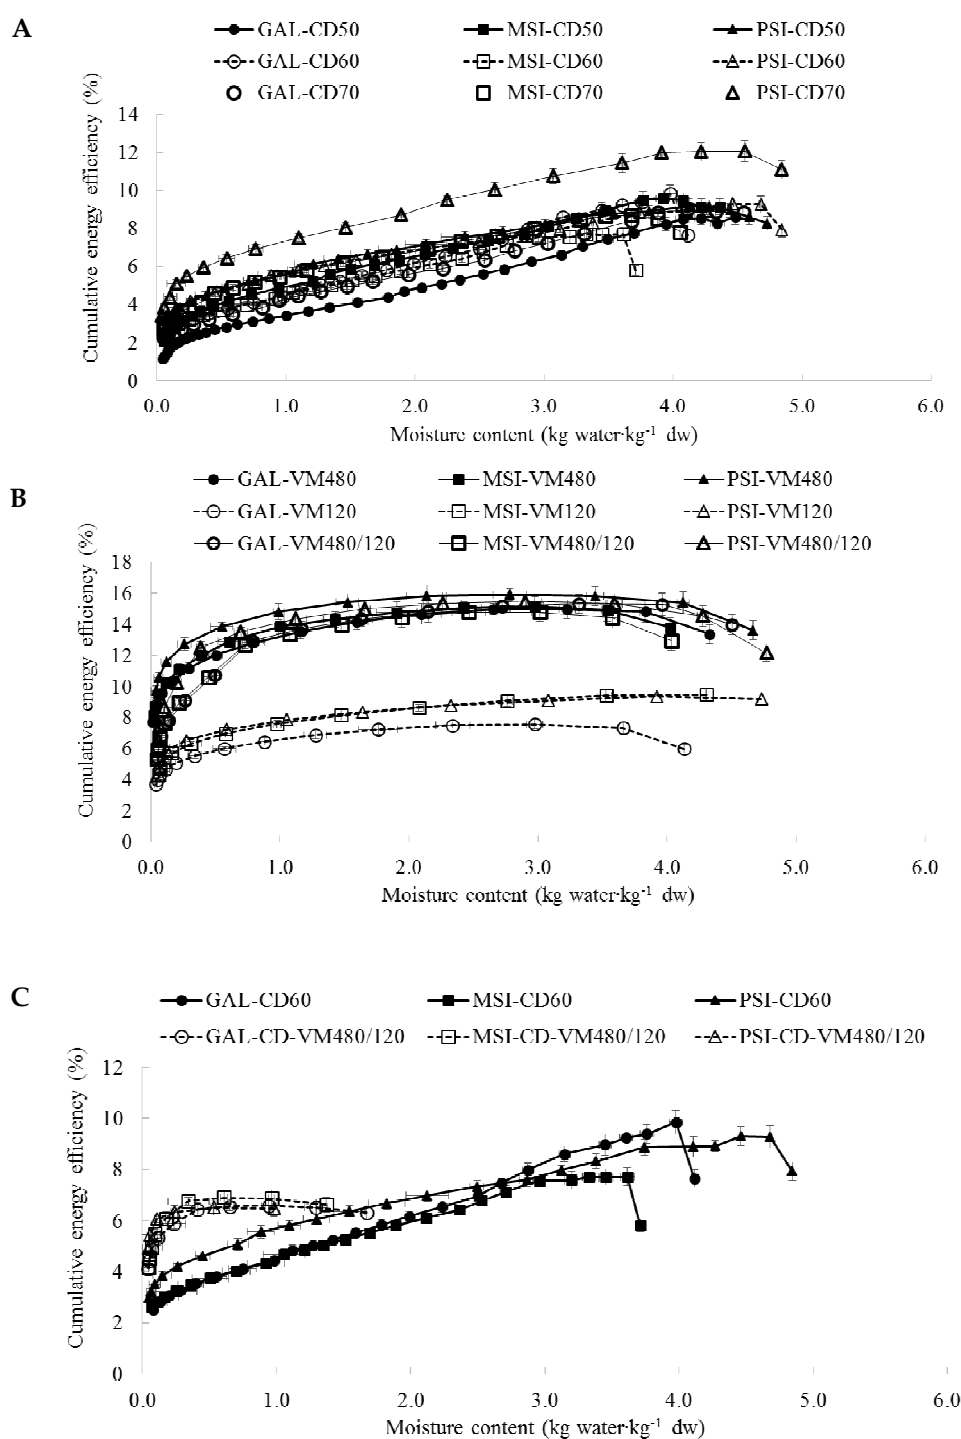 A
GAL-CD50 MSI-CD50 PSI-CD50
GAL-CD60 MSI-CD60 PSI-CD60
GAL-CD70 MSI-CD70 PSI-CD70
Cumulative energy efficiency (%)
14
12
10
8
6
4
2
0
0.0 1.0 2.0 3.0 4.0 5.0 6.0
Moisture content (kg water·kg-1 dw)
B
GAL-VM480 MSI-VM480 PSI-VM480
GAL-VM120 MSI-VM120 PSI-VM120
GAL-VM480/120 MSI-VM480/120 PSI-VM480/120
Cumulative energy efficiency (%)
18
16
14
12
10
8
6
4
2
0
0.0 1.0 2.0 3.0 4.0 5.0 6.0
Moisture content (kg water·kg-1 dw)
C
GAL-CD60 MSI-CD60 PSI-CD60
GAL-CD-VM480/120 MSI-CD-VM480/120 PSI-CD-VM480/120
Cumulative energy efficiency (%)
12
10
8
6
4
2
0
0.0 1.0 2.0 3.0 4.0 5.0 6.0
Moisture content (kg water·kg-1 dw)